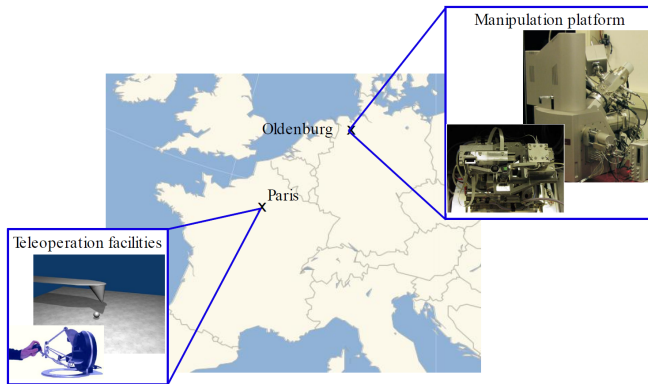 Manipulation platform
Oldenburg
Paris
Teleoperation facilities